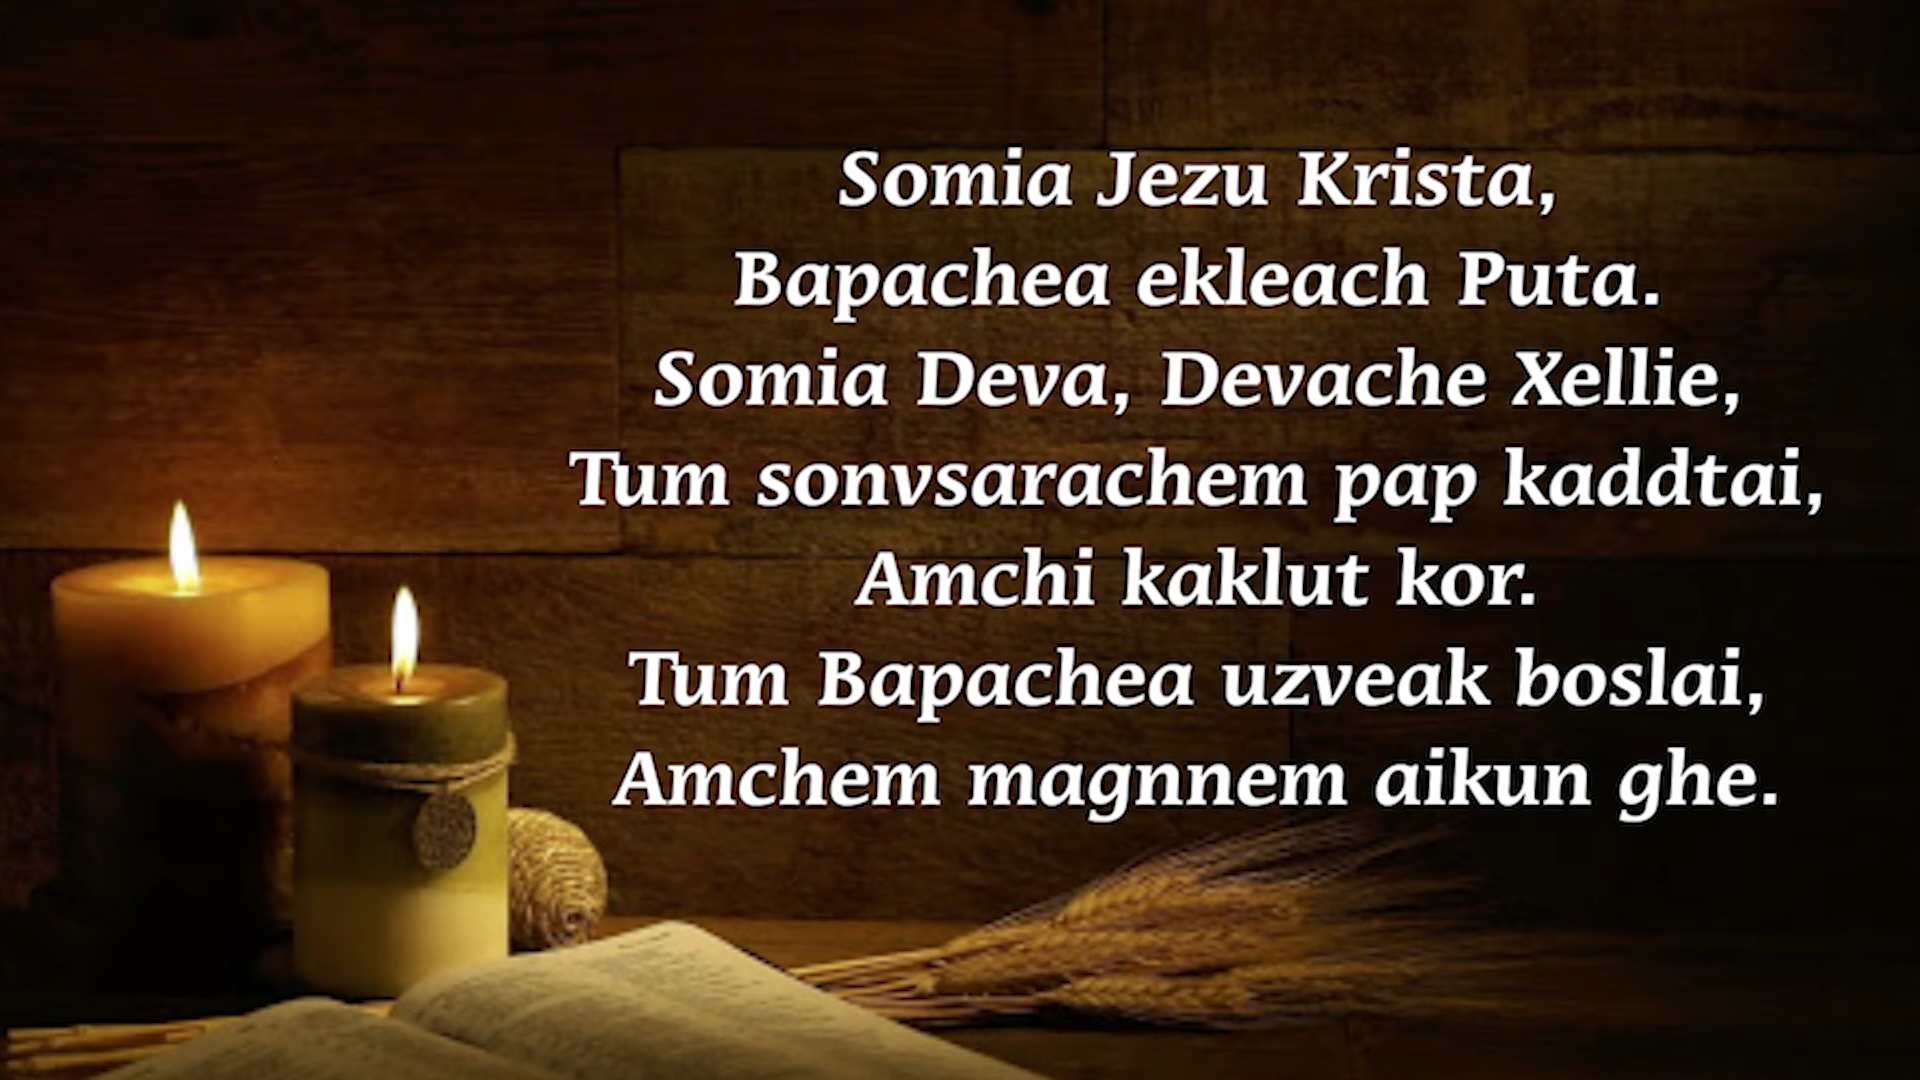 Somia Jezu Krista,
Bapachea ekleach Puta.
Somia Deva, Devache Xellie,
Tum sonvsarachem pap kaddtai,
Amchi kaklut kor.
Tum Bapachea uzveak boslai,
Amchem magnnem aikun ghe.